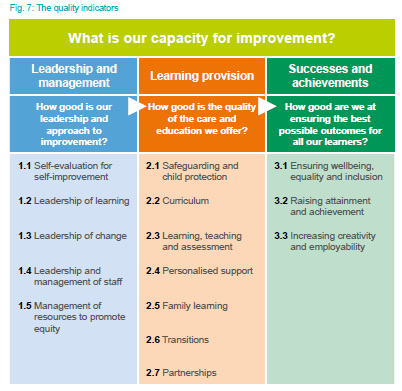 Fig. 7: The quality indicators
What is our capacity for improvement?
Leadership and
management
How good is our
leadership and
approach to
improvement?
1.1 Self-evaluation for
self-improvement
1.2 Leadership of learning
1.3 Leadership of change
1.4 Leadership and
management of staff
1.5 Management of
resources to promote
equity
Learning provision
How good is the quality
of the care and
education we offer?
2.1 Safeguarding and
child protection
2.2 Curriculum
2.3 Learning, teaching
and assessment
2.4 Personalised support
2.5 Family learning
2.6 Transitions
2.7 Partnerships
Successes and
achievements
How good are we at
ensuring the best
possible outcomes for
all our learners?
3.1 Ensuring wellbeing,
equality and inclusion
3.2 Raising attainment
and achievement
3.3 Increasing creativity
and employability